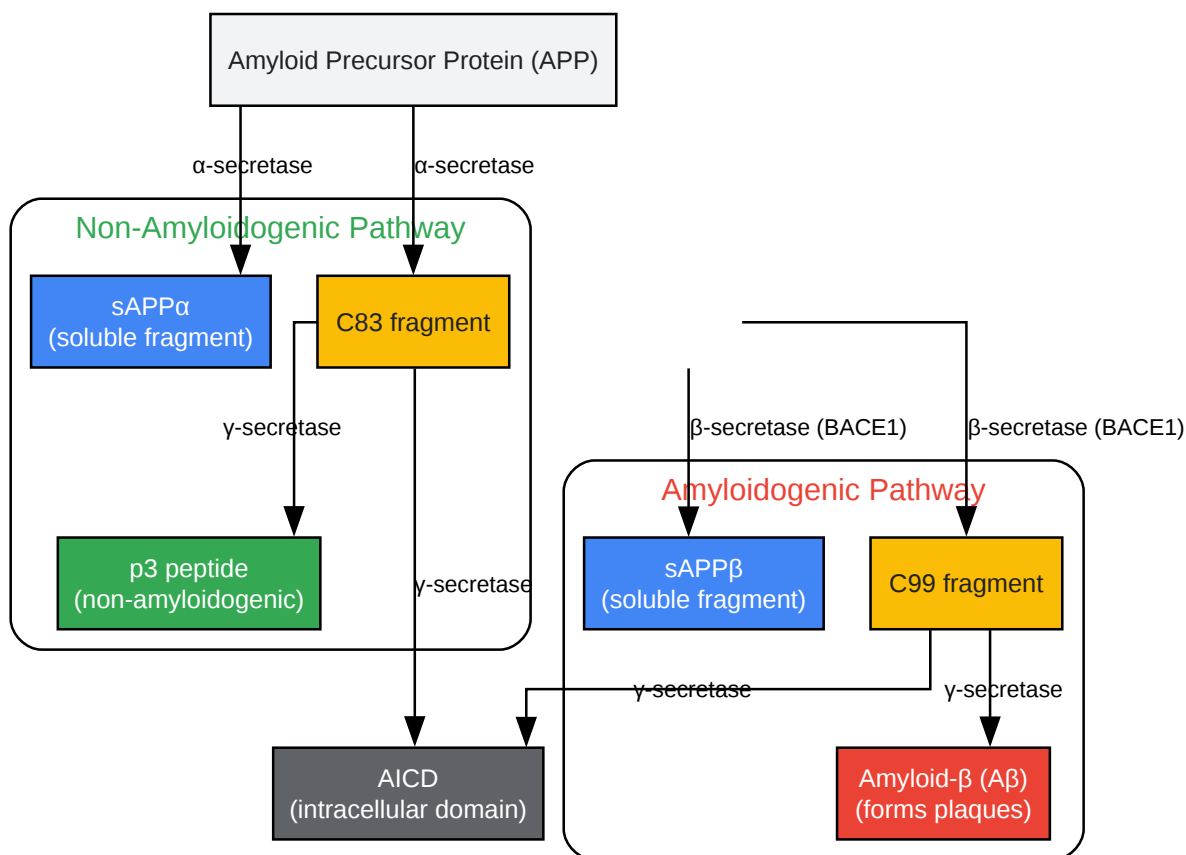 Amyloid Precursor Protein (APP)
α-secretase
α-secretase
Non-Amyloidogenic Pathway
sAPPα
(soluble fragment)
C83 fragment
γ-secretase
β-secretase (BACE1)
β-secretase (BACE1)
Amyloidogenic Pathway
p3 peptide
(non-amyloidogenic)
γ-secretase
sAPPβ
(soluble fragment)
C99 fragment
γ-secretase
γ-secretase
AICD
(intracellular domain)
Amyloid-β (Aβ)
(forms plaques)